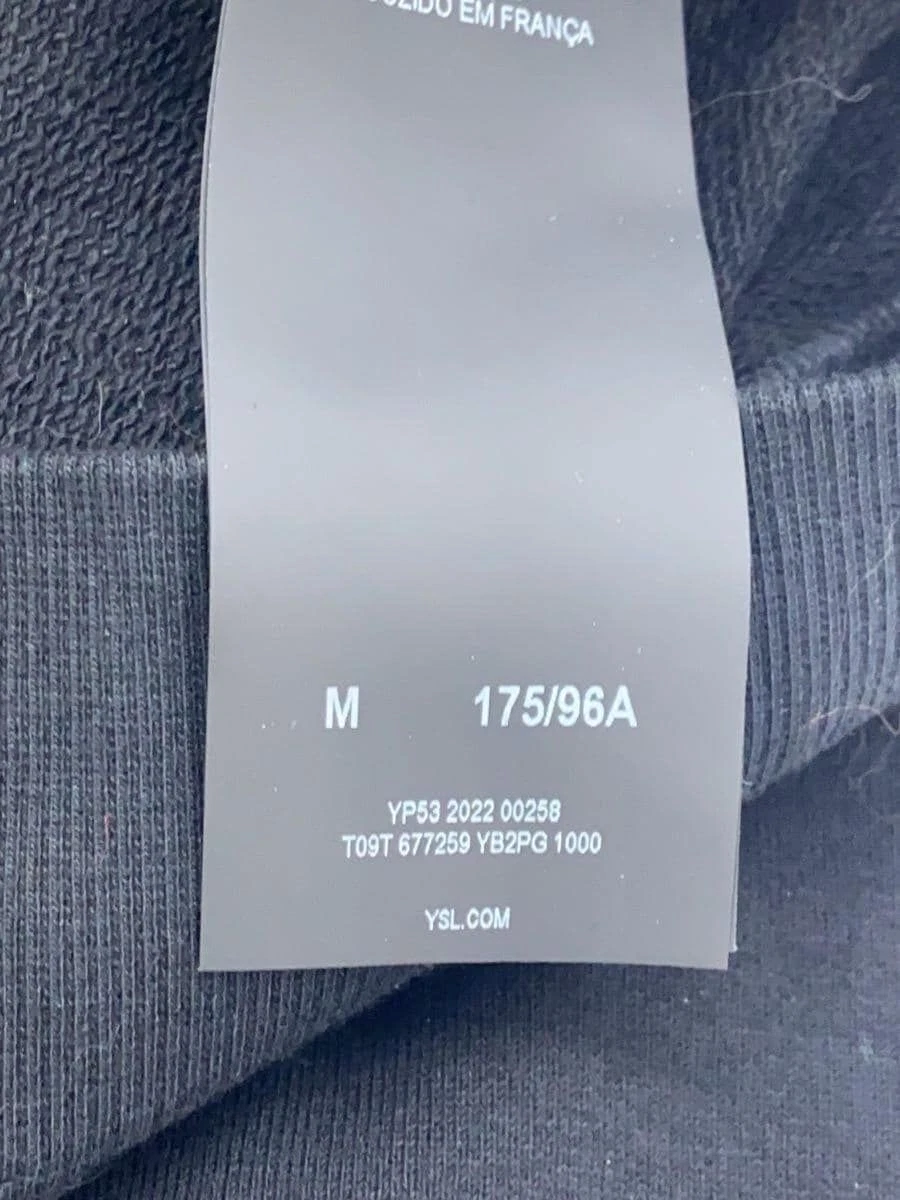 EM FRANÇA
M 175/96A
YP53 2022 00258
T09T 677259 YB2PG 1000
YSL.COM